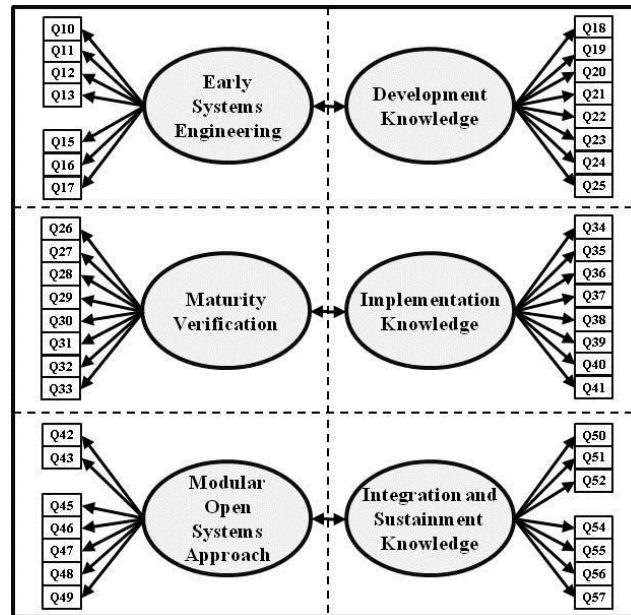 Q10
Q11
Q12
Q13
Q15
Q16
Q17
Early
Systems
Engineering
Development
Knowledge
Q18
Q19
Q20
Q21
Q22
Q23
Q24
Q25
Q26
Q27
Q28
Q29
Q30
Q31
Q32
Q33
Maturity
Verification
Implementation
Knowledge
Q34
Q35
Q36
Q37
Q38
Q39
Q40
Q41
Q42
Q43
Q45
Q46
Q47
Q48
Q49
Modular
Open
Systems
Approach
Integration and
Sustainment
Knowledge
Q50
Q51
Q52
Q54
Q55
Q56
Q57